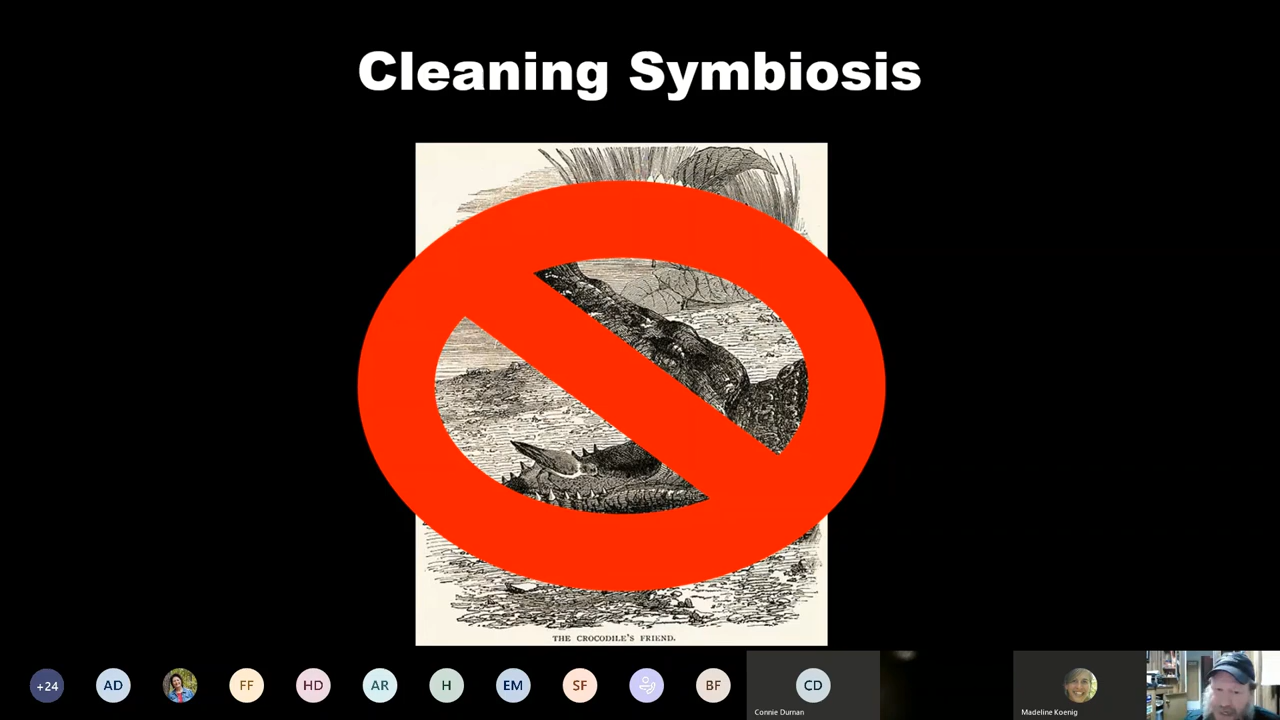 Cleaning Symbiosis
THE CROCODILE'S FRIEND.
+24
AD
FF
HD
AR
H
EM
SF
BF
CD
Connie Durnan
Madeline Koenig